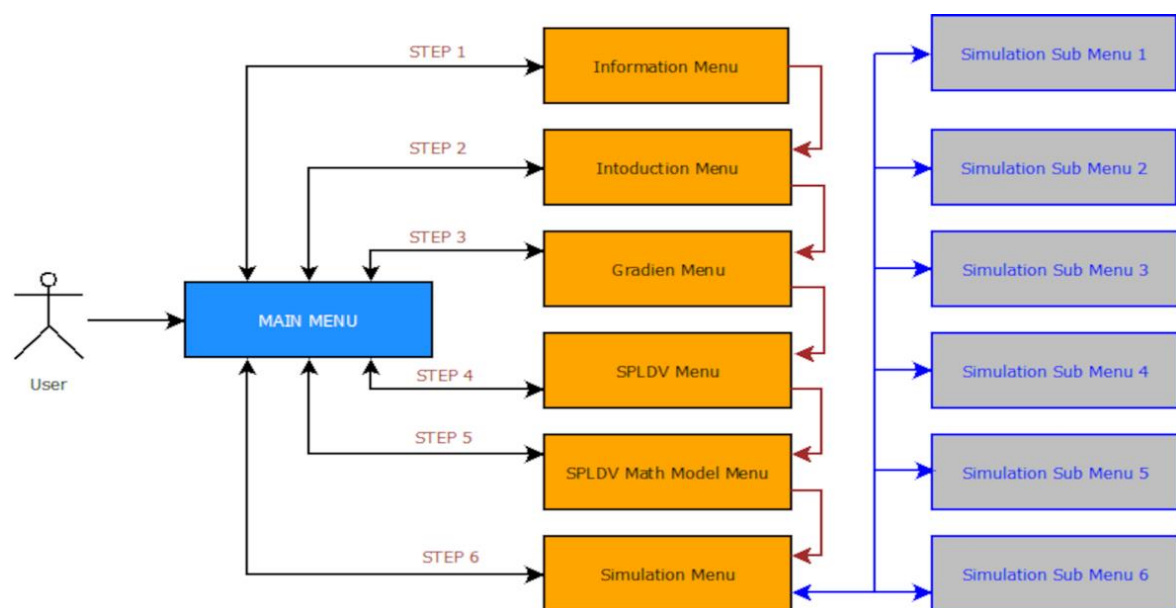 STEP 1
Information Menu
Simulation Sub Menu 1
STEP 2
Intoduction Menu
Simulation Sub Menu 2
STEP 3
Gradien Menu
Simulation Sub Menu 3
MAIN MENU
User
STEP 4
SPLDV Menu
Simulation Sub Menu 4
STEP 5
SPLDV Math Model Menu
Simulation Sub Menu 5
STEP 6
Simulation Menu
Simulation Sub Menu 6